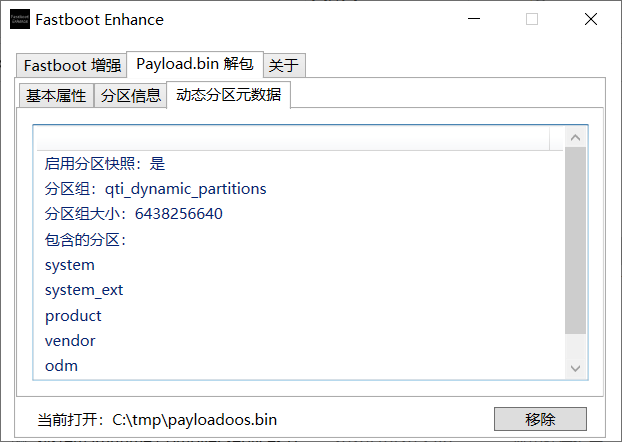 Fastboot Enhance
Fastboot 增强 Payload.bin 解包 关于
基本属性 分区信息 动态分区元数据
启用分区快照：是
分区组：qti_dynamic_partitions
分区组大小：6438256640
包含的分区：
system
system_ext
product
vendor
odm
当前打开：C:\tmp\payloadoos.bin 移除